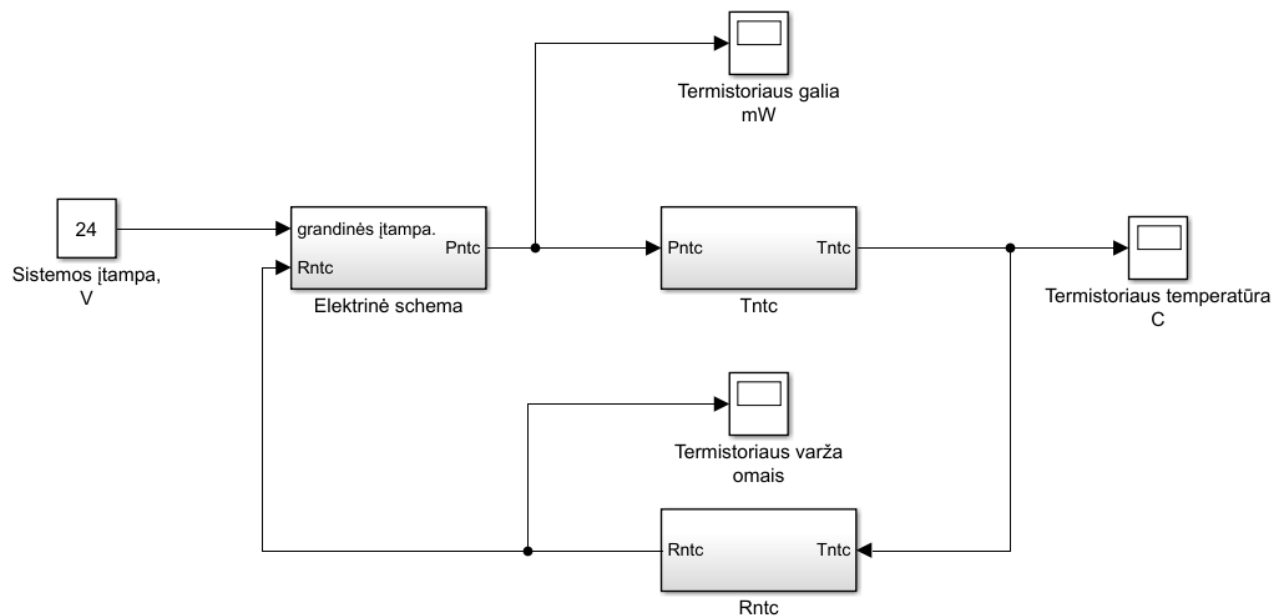 Termistoriaus galia
mW
24
Sistemos įtampa,
V
grandinės įtampa.
Rntc
Pntc
Elektrinė schema
Pntc
Tntc
Tntc
Termistoriaus temperatūra
C
Termistoriaus varža
omais
Rntc
Tntc
Rntc